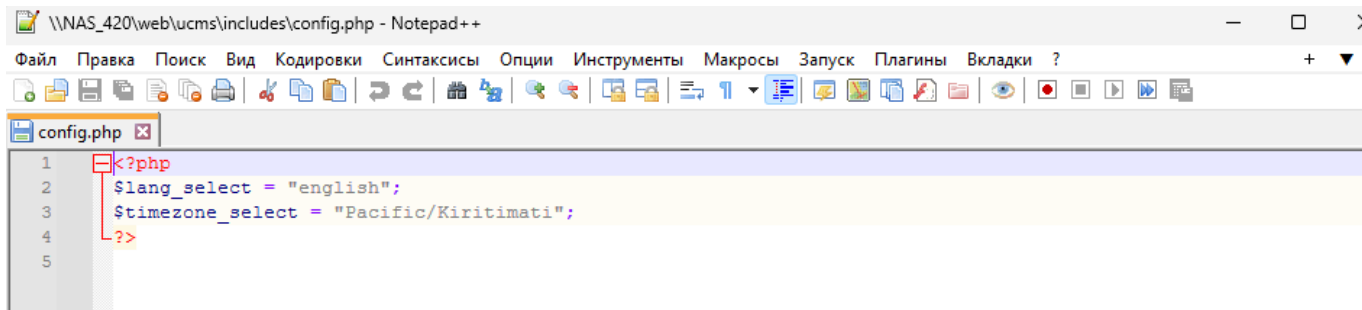 \\NAS_420\web\ucms\includes\config.php - Notepad++
Файл Правка Поиск Вид Кодировки Синтаксисы Опции Инструменты Макросы Запуск Плагины Вкладки ?
config.php
1 <?php
2 $lang_select = "english";
3 $timezone_select = "Pacific/Kiritimati";
4 ?>
5